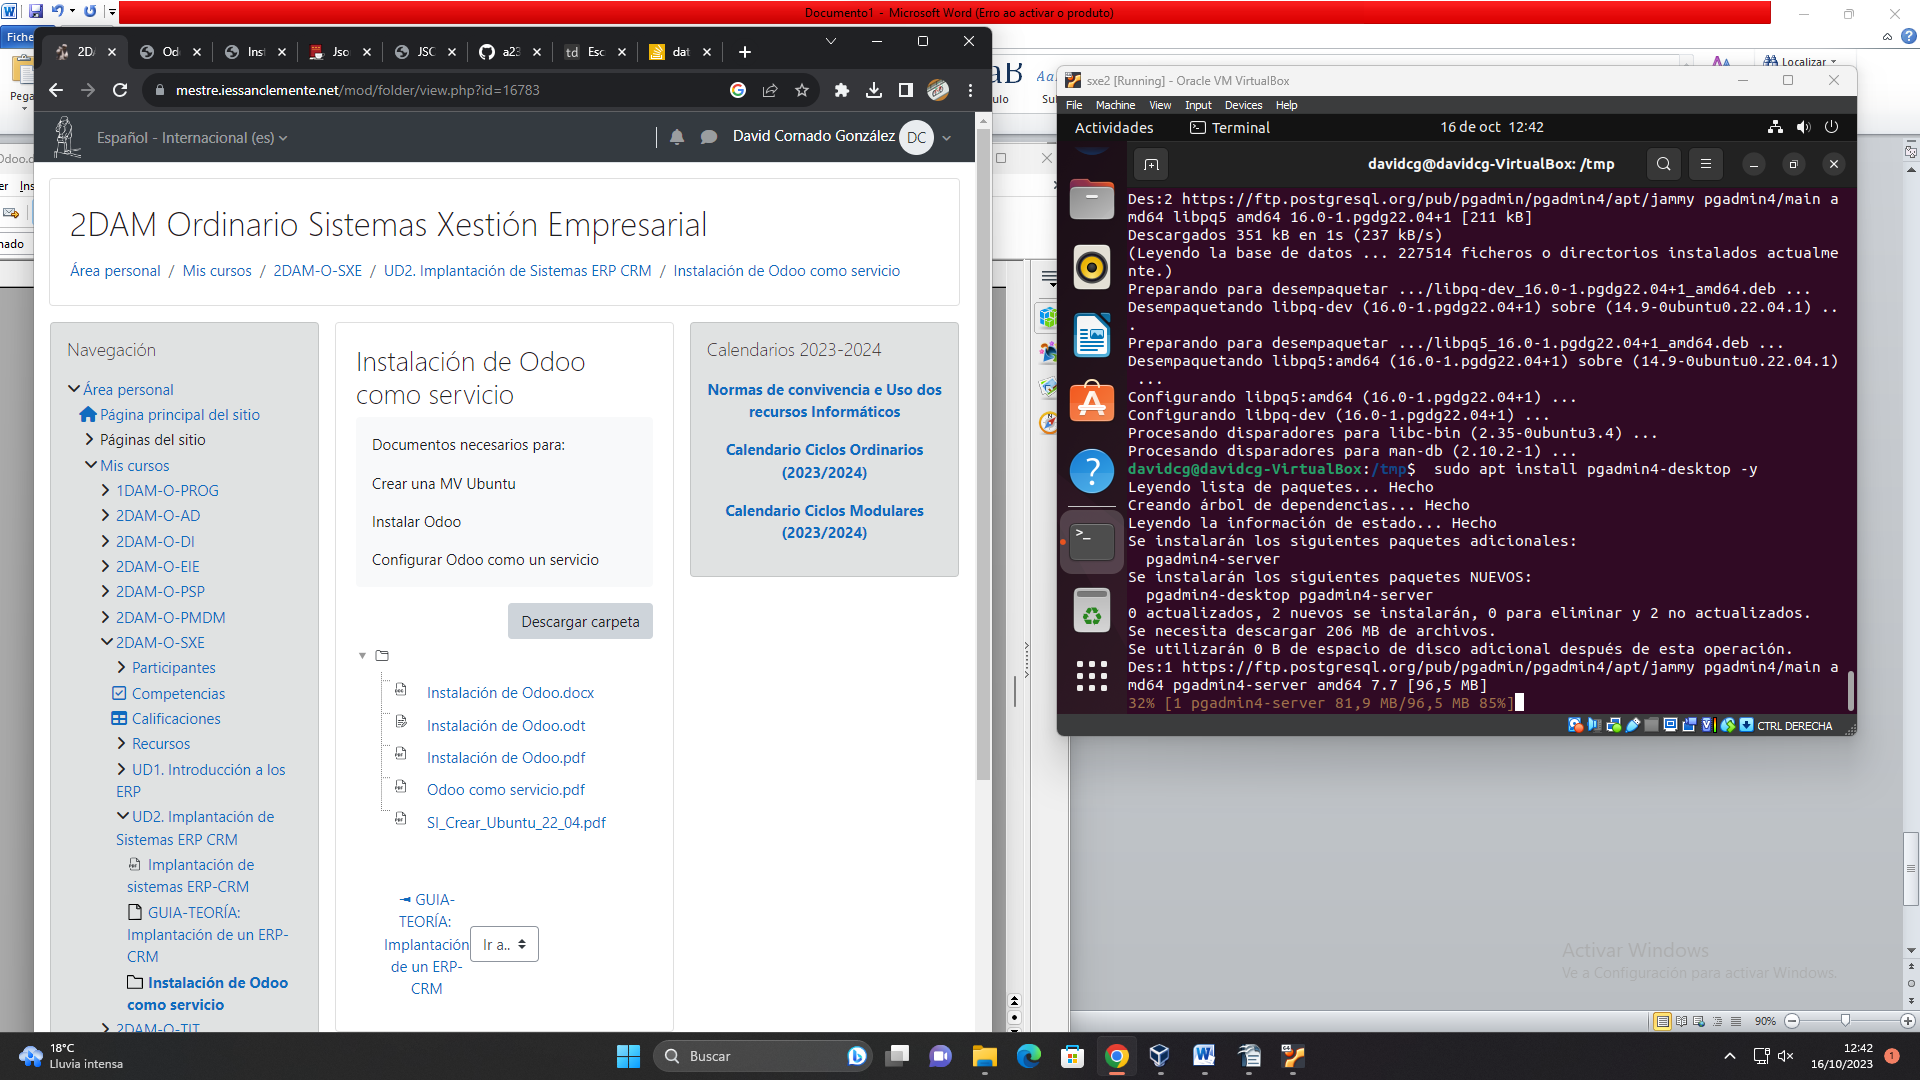 Documento1 - Microsoft Word (Erro ao activar o produto)
Fiche
Pega
Localizar
2D
Od
Ins
Jso
JSC
a23
Esc
dat
mestre.iessanclemente.net/mod/folder/view.php?id=16783
Español - Internacional (es)
David Cornado González
DC
2DAM Ordinario Sistemas Xestión Empresarial
Área personal / Mis cursos / 2DAM-O-SXE / UD2. Implantación de Sistemas ERP CRM / Instalación de Odoo como servicio
Navegación
Área personal
Página principal del sitio
Páginas del sitio
Mis cursos
1DAM-O-PROG
2DAM-O-AD
2DAM-O-DI
2DAM-O-EIE
2DAM-O-PSP
2DAM-O-PMDM
2DAM-O-SXE
Participantes
Competencias
Calificaciones
Recursos
UD1. Introducción a los
ERP
UD2. Implantación de
Sistemas ERP CRM
Implantación de
sistemas ERP-CRM
GUIA-TEORÍA:
Implantación de un ERP-
CRM
Instalación de Odoo
como servicio
2DAM-O-TIT
Instalación de Odoo
como servicio
Documentos necesarios para:
Crear una MV Ubuntu
Instalar Odoo
Configurar Odoo como un servicio
Descargar carpeta
Instalación de Odoo.docx
Instalación de Odoo.odt
Instalación de Odoo.pdf
Odoo como servicio.pdf
SI_Crear_Ubuntu_22_04.pdf
◄ GUIA-
TEORÍA:
Implantación
de un ERP-
CRM
Ir a..
Calendarios 2023-2024
Normas de convivencia e Uso dos
recursos Informáticos
Calendario Ciclos Ordinarios
(2023/2024)
Calendario Ciclos Modulares
(2023/2024)
sxe2 [Running] - Oracle VM VirtualBox
File Machine View Input Devices Help
Actividades Terminal 16 de oct 12:42
davidcg@davidcg-VirtualBox: /tmp
Des:2 https://ftp.postgresql.org/pub/pgadmin/pgadmin4/apt/jammy pgadmin4/main a
md64 libpq5 amd64 16.0-1.pgdg22.04+1 [211 kB]
Descargados 351 kB en 1s (237 kB/s)
(Leyendo la base de datos ... 227514 ficheros o directorios instalados actualme
nte.)
Preparando para desempaquetar .../libpq-dev_16.0-1.pgdg22.04+1_amd64.deb ...
Desempaquetando libpq-dev (16.0-1.pgdg22.04+1) sobre (14.9-0ubuntu0.22.04.1) ..
.
Preparando para desempaquetar .../libpq5_16.0-1.pgdg22.04+1_amd64.deb ...
Desempaquetando libpq5:amd64 (16.0-1.pgdg22.04+1) sobre (14.9-0ubuntu0.22.04.1)
...
Configurando libpq5:amd64 (16.0-1.pgdg22.04+1) ...
Configurando libpq-dev (16.0-1.pgdg22.04+1) ...
Procesando disparadores para libc-bin (2.35-0ubuntu3.4) ...
Procesando disparadores para man-db (2.10.2-1) ...
davidcg@davidcg-VirtualBox:/tmp$ sudo apt install pgadmin4-desktop -y
Leyendo lista de paquetes... Hecho
Creando árbol de dependencias... Hecho
Leyendo la información de estado... Hecho
Se instalarán los siguientes paquetes adicionales:
pgadmin4-server
Se instalarán los siguientes paquetes NUEVOS:
pgadmin4-desktop pgadmin4-server
0 actualizados, 2 nuevos se instalarán, 0 para eliminar y 2 no actualizados.
Se necesita descargar 206 MB de archivos.
Se utilizarán 0 B de espacio de disco adicional después de esta operación.
Des:1 https://ftp.postgresql.org/pub/pgadmin/pgadmin4/apt/jammy pgadmin4/main a
md64 pgadmin4-server amd64 7.7 [96,5 MB]
32% [1 pgadmin4-server 81,9 MB/96,5 MB 85%]
CTRL DERECHA
Activar Windows
Ve a Configuración para activar Windows.
90%
18°C
Lluvia intensa
Buscar
12:42
16/10/2023
1